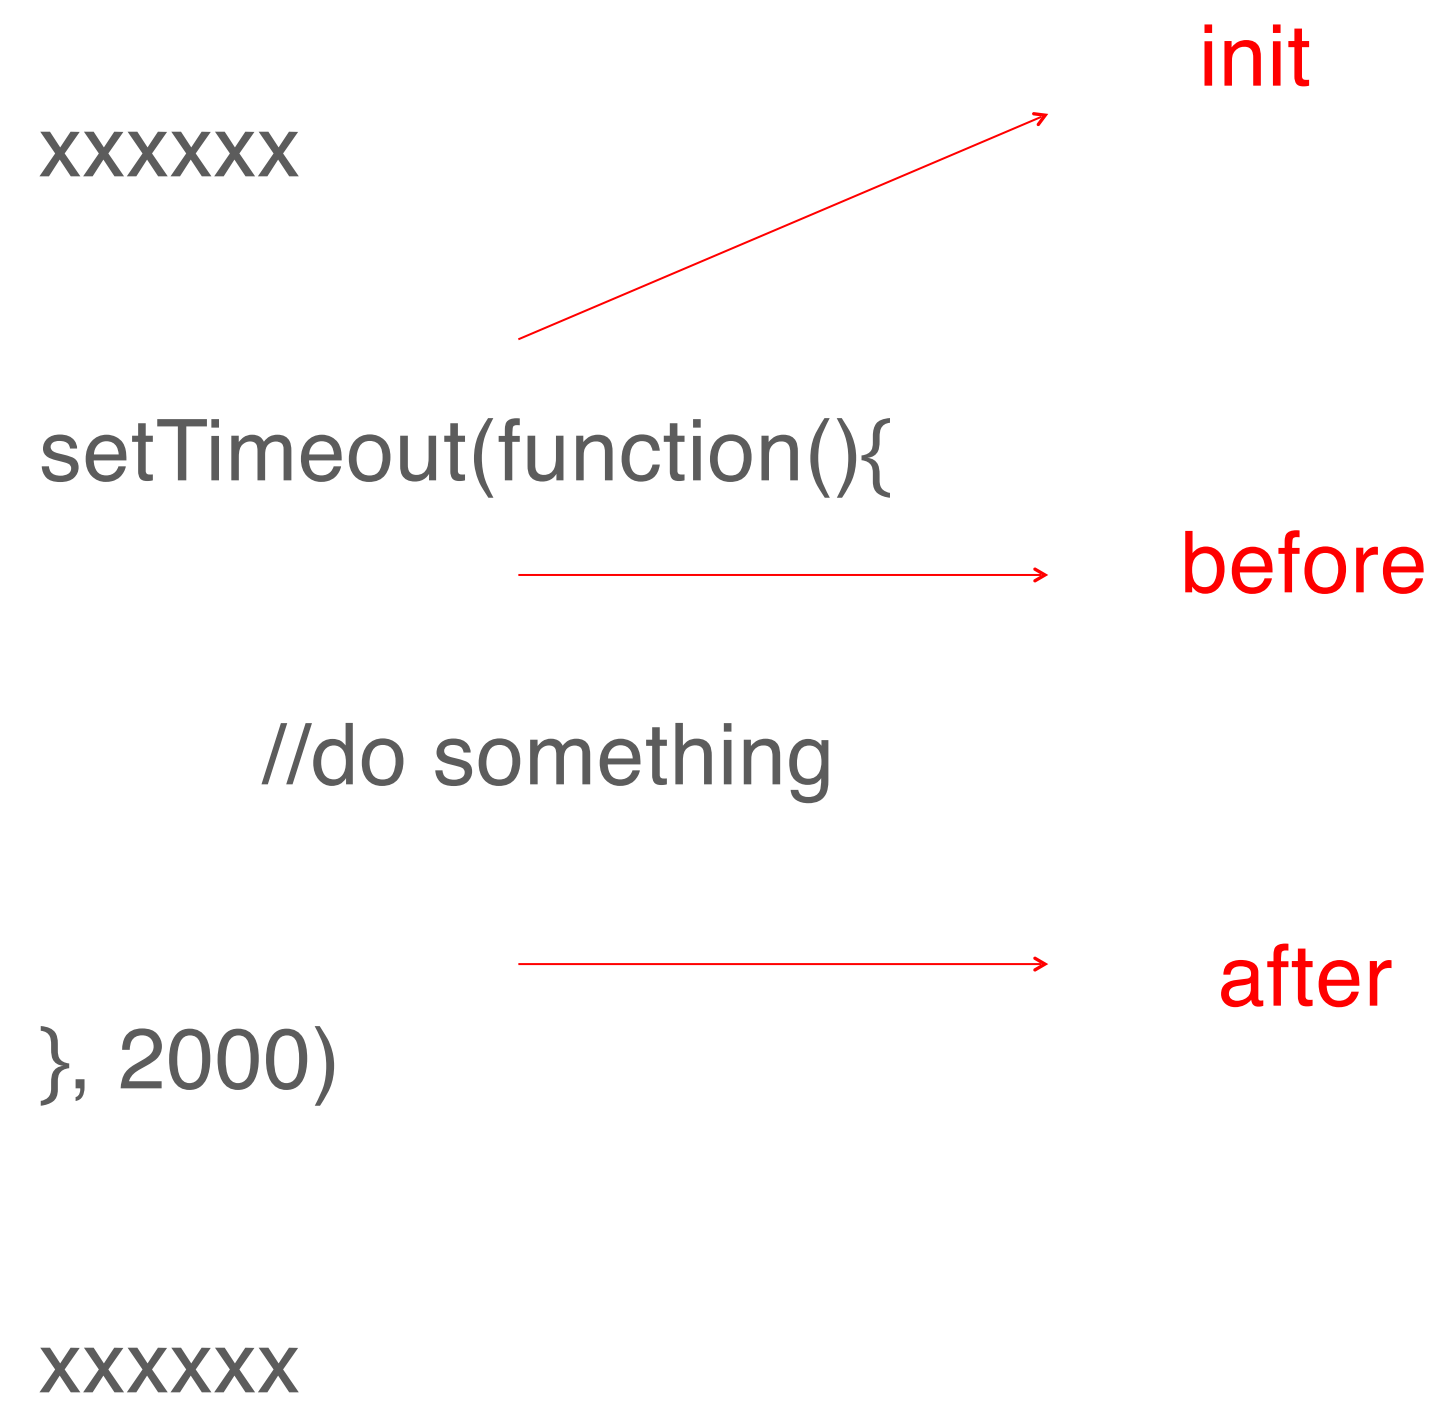 init
xxxxxx
setTimeout(function(){
before
//do something
after
}, 2000)
xxxxxx